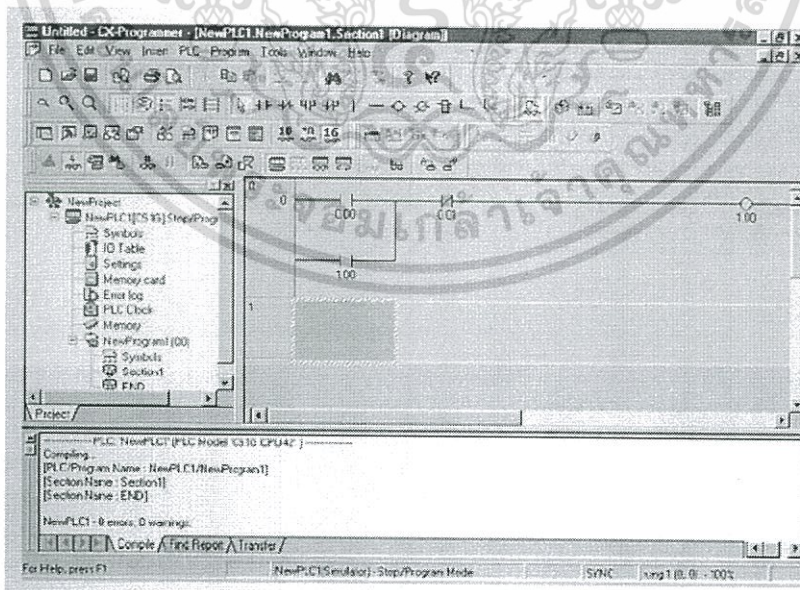 Untitled - CX-Programmer - [NewPLC1.NewProgram1.Section1 [Diagram]]
File Edit View Insert PLC Program Tools Window Help
NewProject
NewPLC1[CS1G] Stop/Progr
Symbols
IO Table
Settings
Memory card
Error log
PLC Clock
Memory
NewProgram1 (00)
Symbols
Section1
END
Project
0
0
0.00
0.01
1.00
1.00
1
----------PLC: 'NewPLC1' (PLC Model 'CS1G CPU42' )----------
Compiling...
[PLC/Program Name : NewPLC1/NewProgram1]
[Section Name : Section1]
[Section Name : END]
NewPLC1 - 0 errors, 0 warnings.
Compile
Find Report
Transfer
For Help, press F1
NewPLC1(Simulator) - Stop/Program Mode
SYNC
rung 1 (0, 0) - 100%